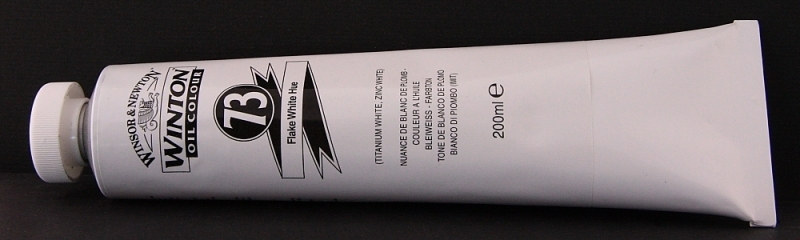 WINSOR & NEWTON
WINTON
OIL COLOUR
73
Flake White Hue
(TITANIUM WHITE, ZINC WHITE)
NUANCE DE BLANC DE PLOMB -
COULEUR A L'HUILE
BLEIWEISS - FARBTON
TONE DE BLANCO DE PLOMO
BIANCO DI PIOMBO (IMIT)
200ml e